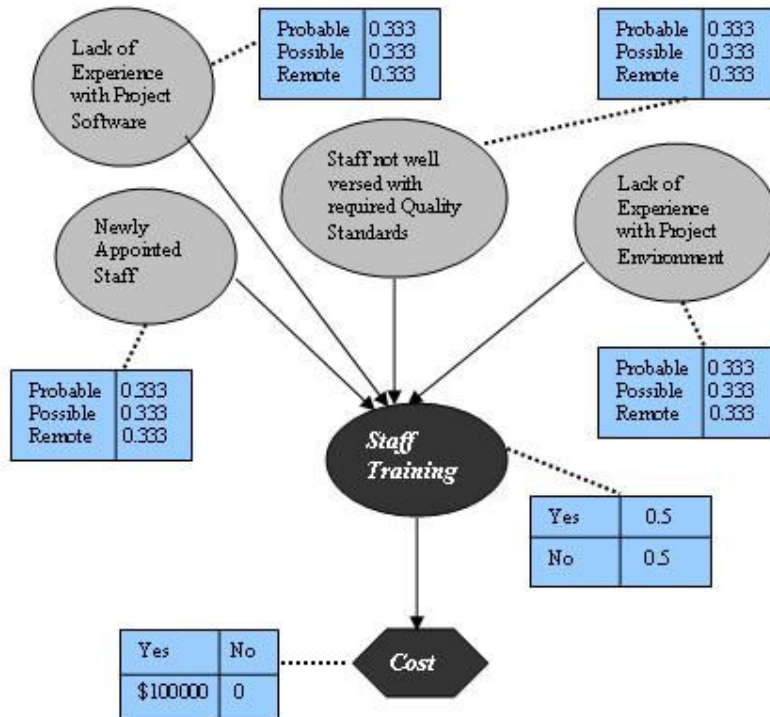 Lack of
Experience
with Project
Software
Probable 0.333
Possible 0.333
Remote 0.333
Probable 0.333
Possible 0.333
Remote 0.333
Staff not well
versed with
required Quality
Standards
Lack of
Experience
with Project
Environment
Newly
Appointed
Staff
Probable 0.333
Possible 0.333
Remote 0.333
Probable 0.333
Possible 0.333
Remote 0.333
Staff
Training
Yes 0.5
No 0.5
Yes No
$100000 0
Cost